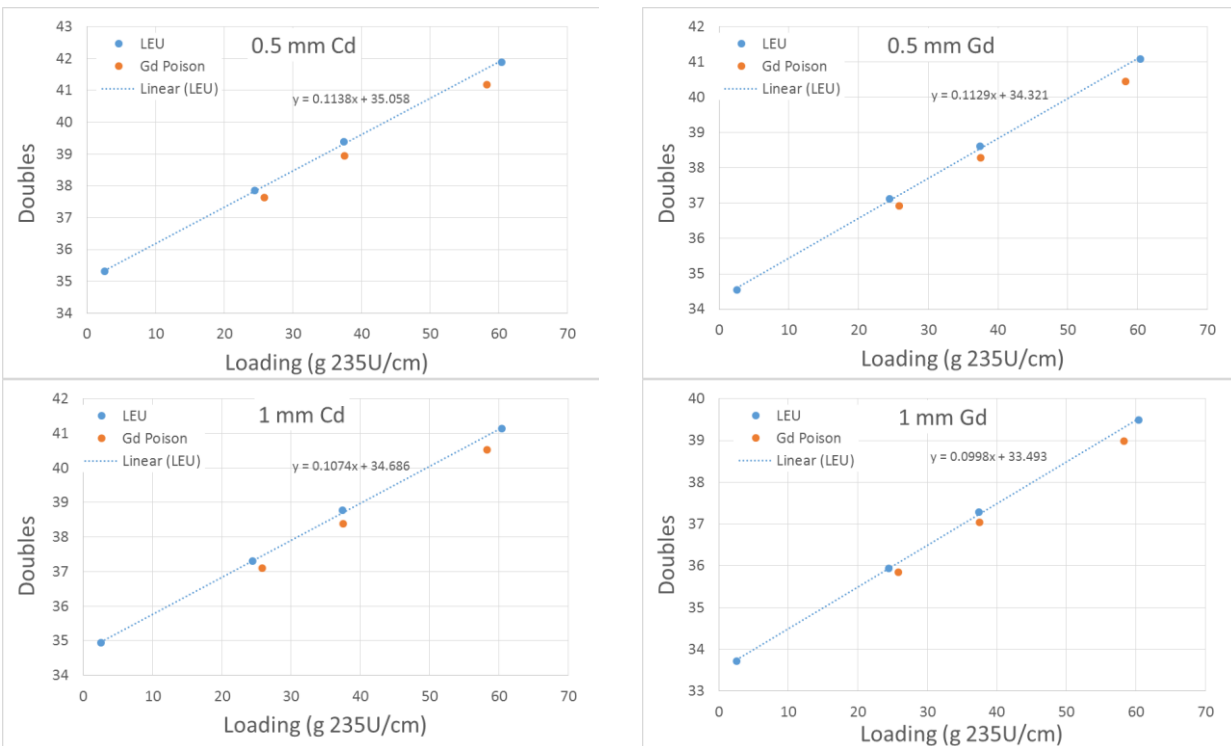 0.5 mm Cd
LEU
Gd Poison
Linear (LEU)
y = 0.1138x + 35.058
43
42
41
40
39
38
37
36
35
34
0 10 20 30 40 50 60 70
Doubles
Loading (g 235U/cm)
0.5 mm Gd
LEU
Gd Poison
Linear (LEU)
y = 0.1129x + 34.321
42
41
40
39
38
37
36
35
34
0 10 20 30 40 50 60 70
Doubles
Loading (g 235U/cm)
1 mm Cd
LEU
Gd Poison
Linear (LEU)
y = 0.1074x + 34.686
42
41
40
39
38
37
36
35
34
0 10 20 30 40 50 60 70
Doubles
Loading (g 235U/cm)
1 mm Gd
LEU
Gd Poison
Linear (LEU)
y = 0.0998x + 33.493
40
39
38
37
36
35
34
33
0 10 20 30 40 50 60 70
Doubles
Loading (g 235U/cm)